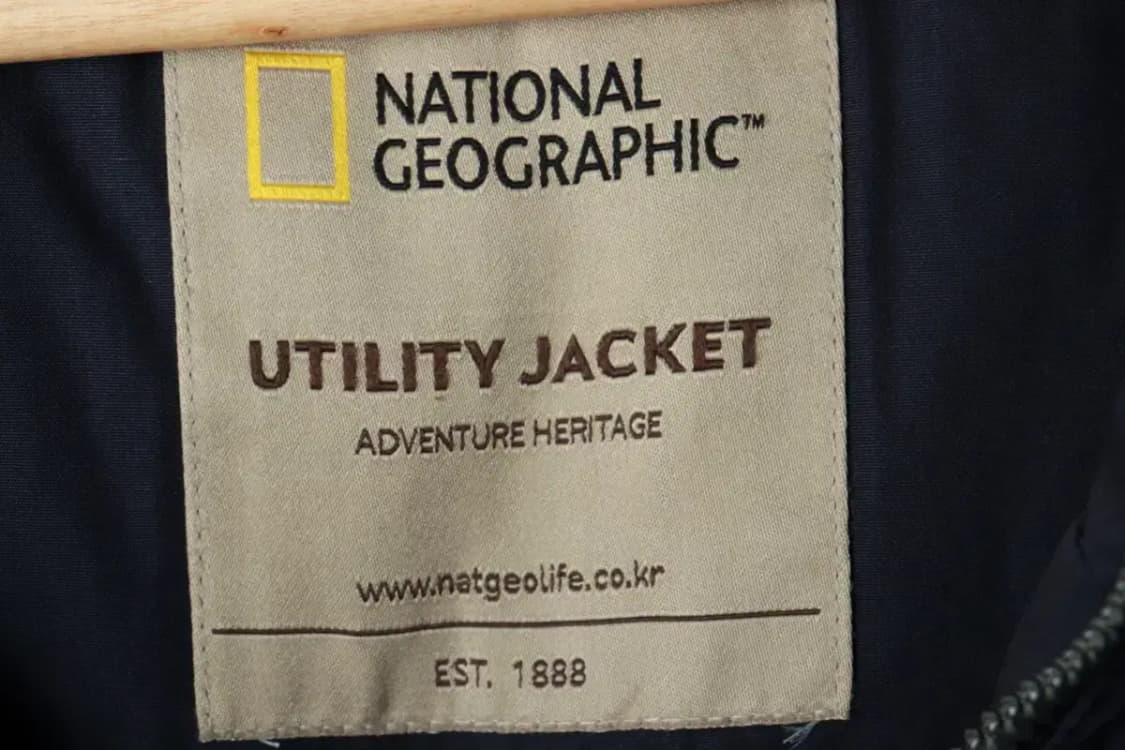 NATIONAL
GEOGRAPHIC™
UTILITY JACKET
ADVENTURE HERITAGE
www.natgeolife.co.kr
EST. 1888